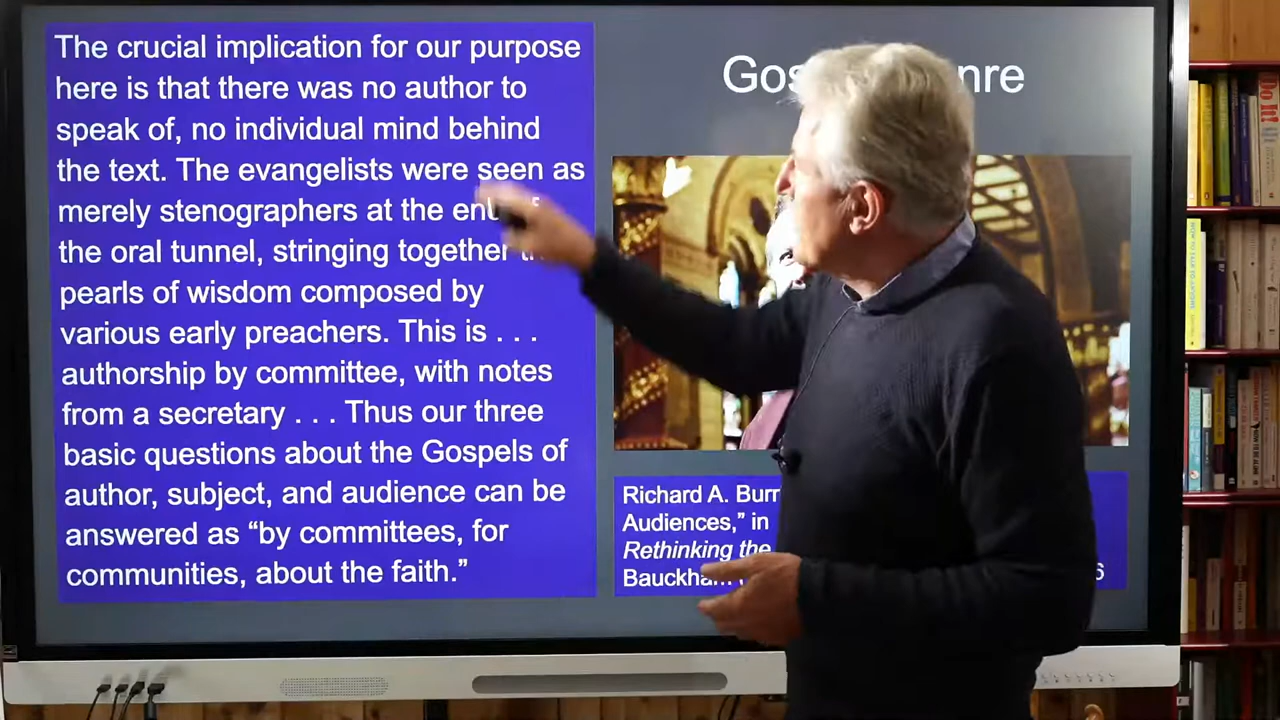 The crucial implication for our purpose
here is that there was no author to
speak of, no individual mind behind
the text. The evangelists were seen as
merely stenographers at the
the oral tunnel, stringing together
pearls of wisdom composed by
various early preachers. This is . . .
authorship by committee, with notes
from a secretary . . . Thus our three
basic questions about the Gospels of
author, subject, and audience can be
answered as “by committees, for
communities, about the faith.”
Richard A.
Audiences,” in
Rethinking the
6
Do It!